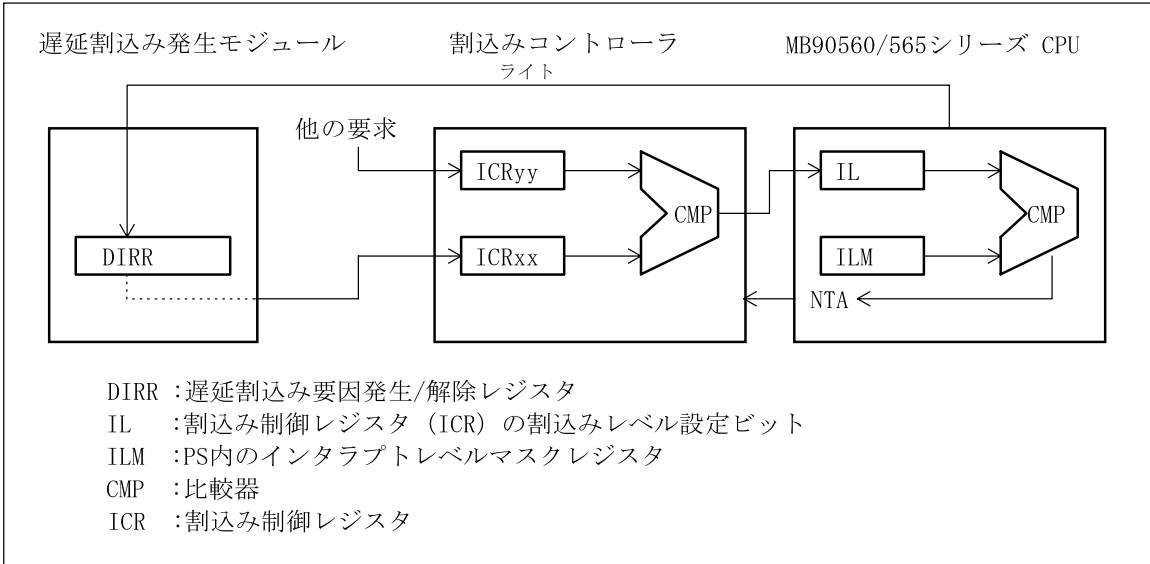 遅延割込み発生モジュール
割込みコントローラ
MB90560/565シリーズ CPU
ライト
他の要求
ICRyy
CMP
IL
CMP
DIRR
ICRxx
ILM
NTA
DIRR :遅延割込み要因発生/解除レジスタ
IL :割込み制御レジスタ (ICR) の割込みレベル設定ビット
ILM :PS内のインタラプトレベルマスクレジスタ
CMP :比較器
ICR :割込み制御レジスタ